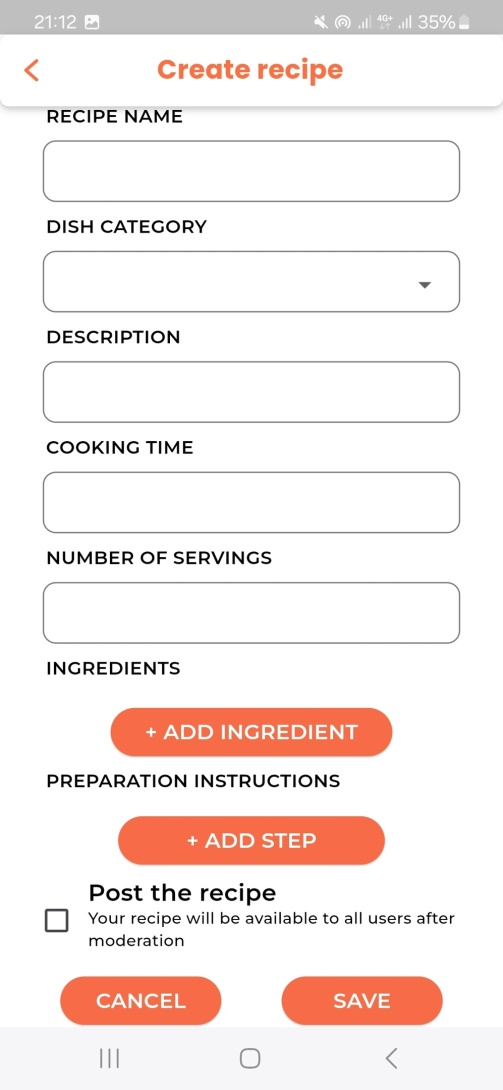 21:12 4G+ 35%
Create recipe
RECIPE NAME
DISH CATEGORY
DESCRIPTION
COOKING TIME
NUMBER OF SERVINGS
INGREDIENTS
+ ADD INGREDIENT
PREPARATION INSTRUCTIONS
+ ADD STEP
Post the recipe
Your recipe will be available to all users after
moderation
CANCEL SAVE